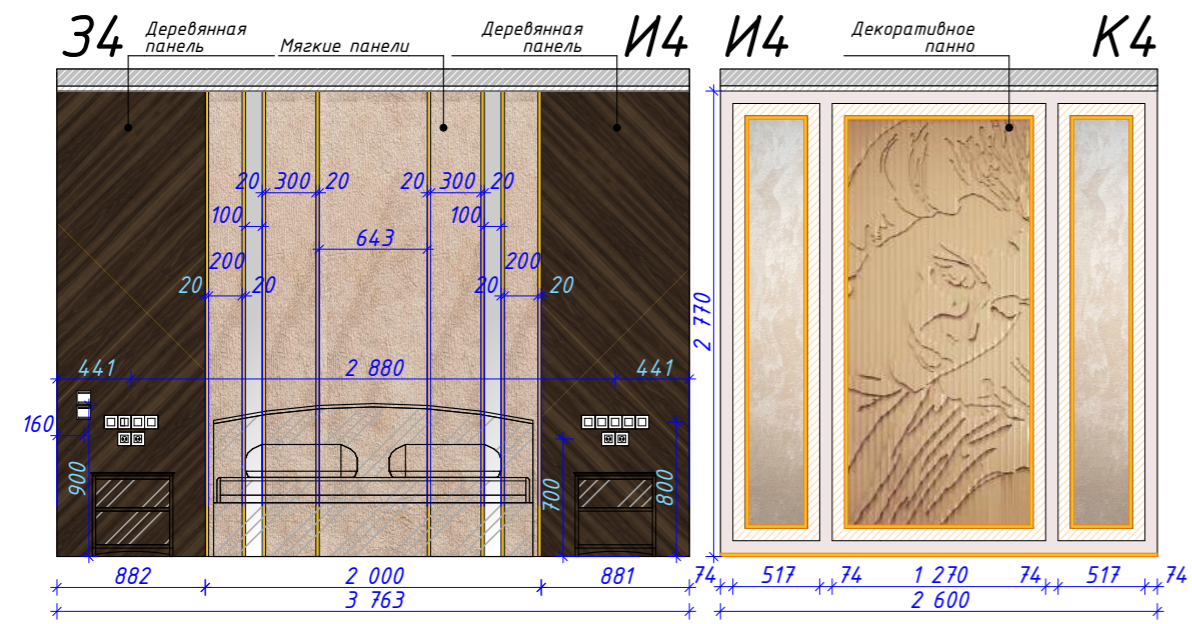 З4
Деревянная
панель
Мягкие панели
Деревянная
панель
И4
И4
Декоративное
панно
К4
20 300 20
20 300 20
100
100
643
200
200
20 20
20 20
2 770
441
2 880
441
160
900
700
800
882
2 000
881
3 763
74 517 74 1 270 74 517 74
2 600